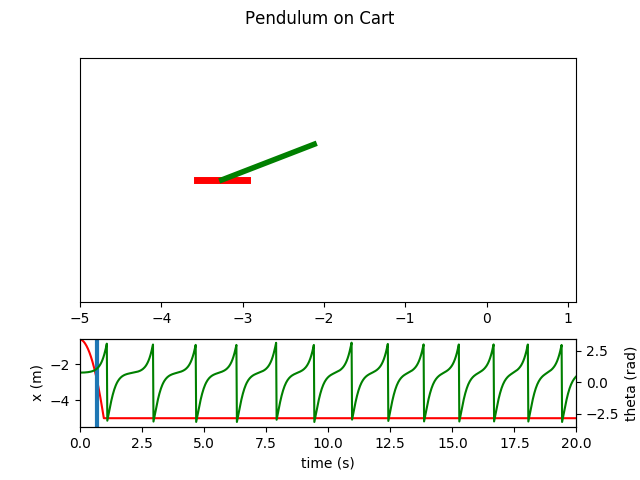 Pendulum on Cart
−5 −4 −3 −2 −1 0 1
−2
−4
x (m)
2.5
0.0
−2.5
theta (rad)
0.0 2.5 5.0 7.5 10.0 12.5 15.0 17.5 20.0
time (s)